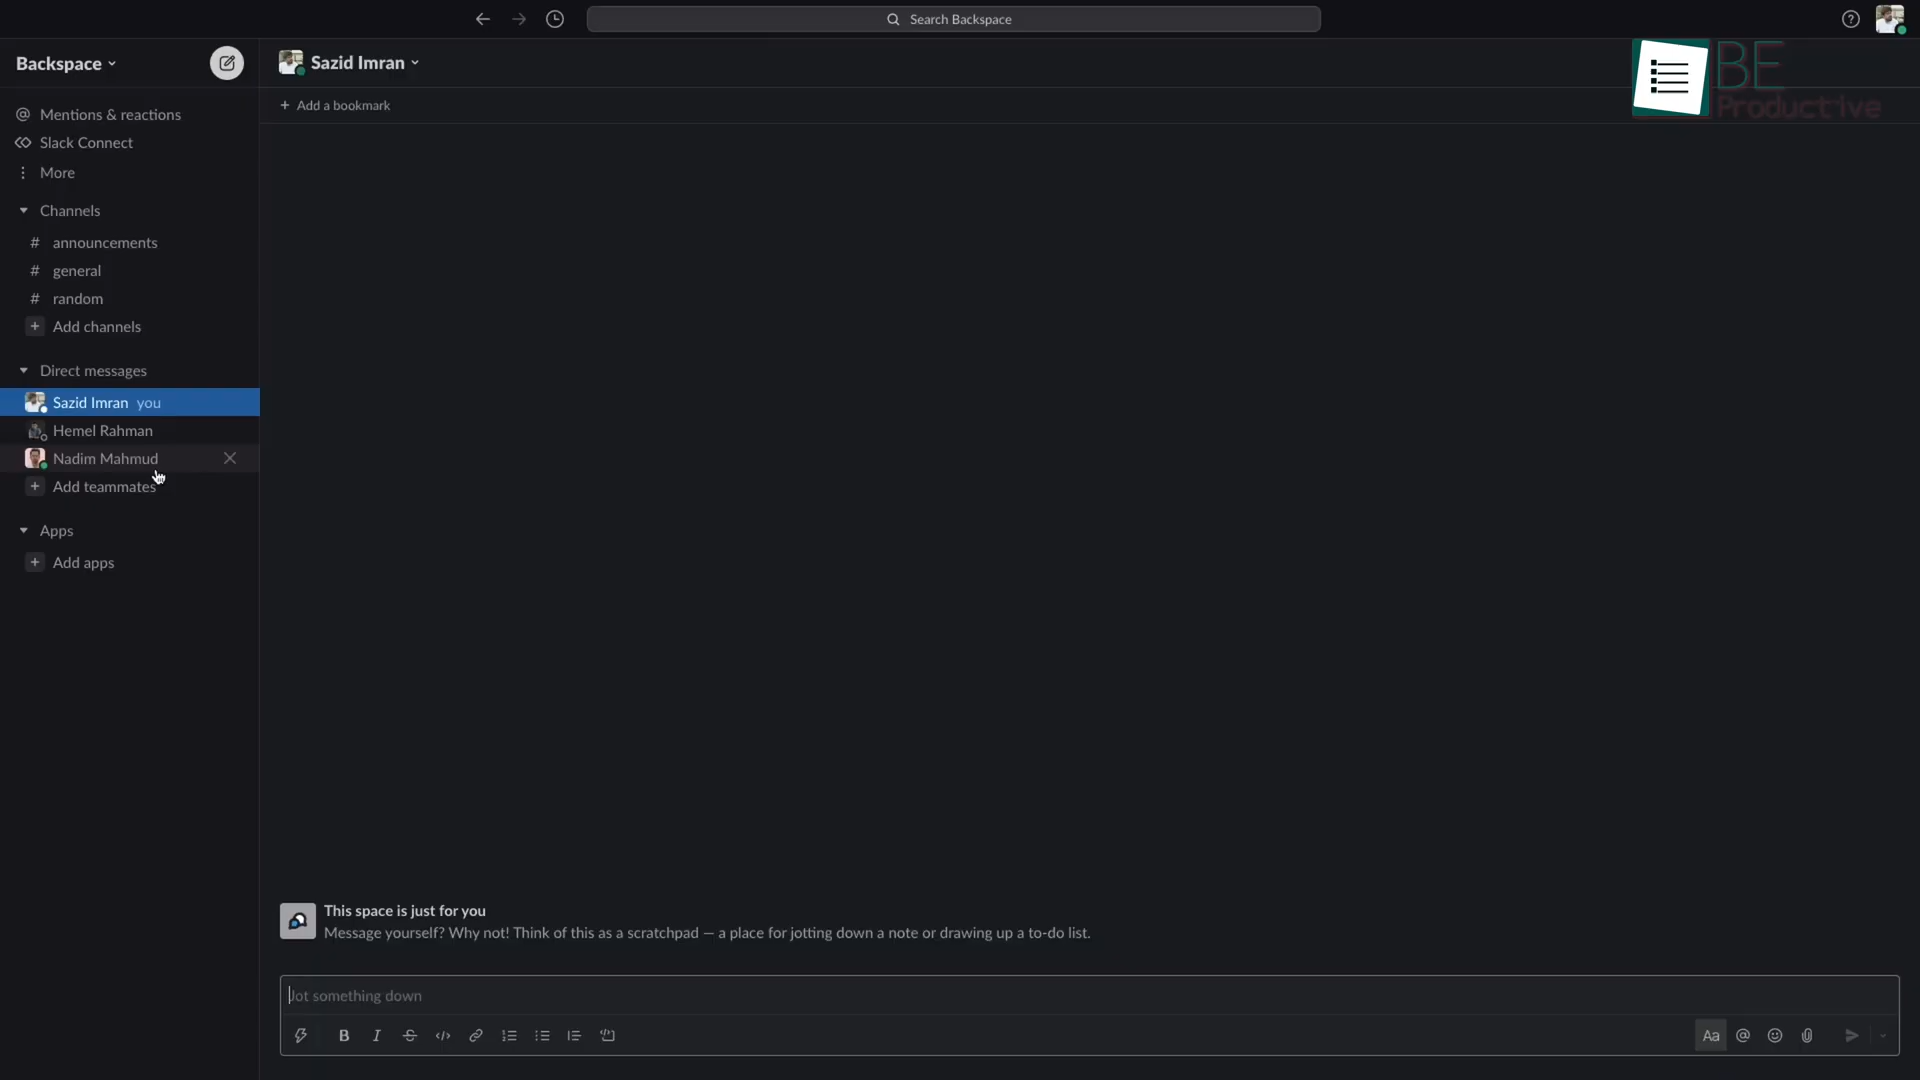 Search Backspace
Backspace
Sazid Imran
BE
Productive
Add a bookmark
@ Mentions & reactions
Slack Connect
More
Channels
# announcements
# general
# random
+ Add channels
Direct messages
Sazid Imran you
Hemel Rahman
Nadim Mahmud
+ Add teammates
Apps
+ Add apps
This space is just for you
Message yourself? Why not! Think of this as a scratchpad — a place for jotting down a note or drawing up a to-do list.
Jot something down
B I S
Aa @